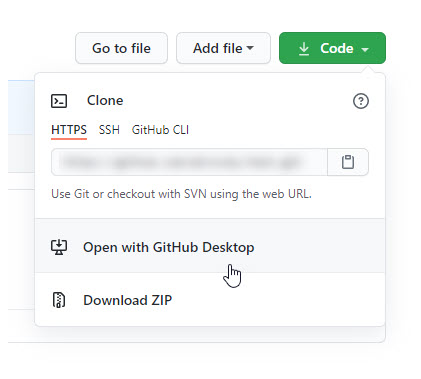 Go to file
Add file
Code
Clone
HTTPS SSH GitHub CLI
Use Git or checkout with SVN using the web URL.
Open with GitHub Desktop
Download ZIP